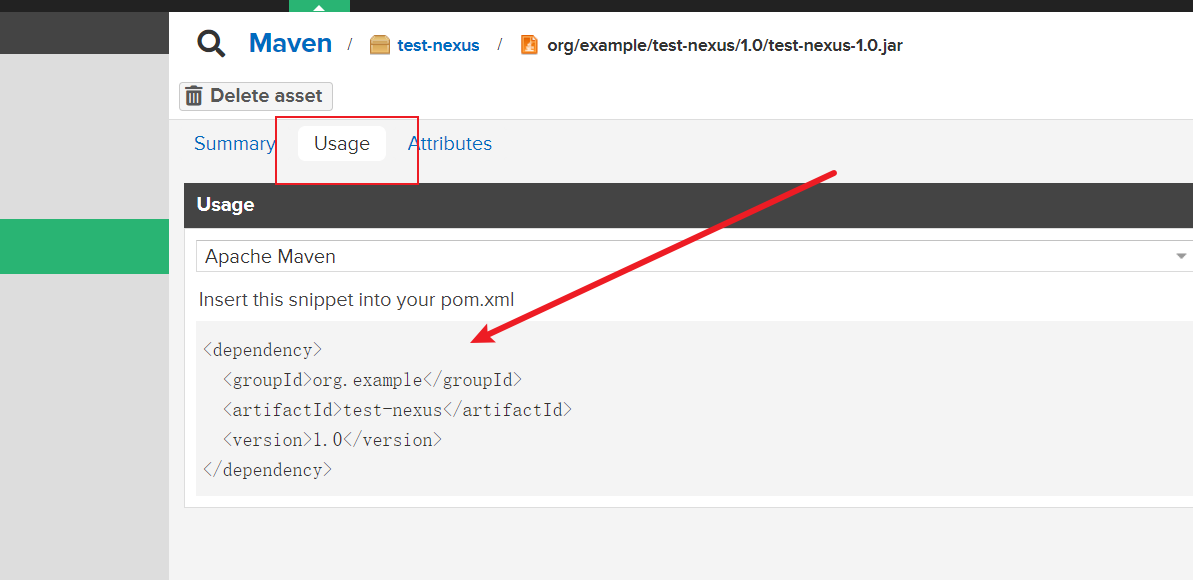 Maven / test-nexus / org/example/test-nexus/1.0/test-nexus-1.0.jar
Delete asset
Summary Usage Attributes
Usage
Apache Maven
Insert this snippet into your pom.xml
<dependency>
<groupId>org.example</groupId>
<artifactId>test-nexus</artifactId>
<version>1.0</version>
</dependency>